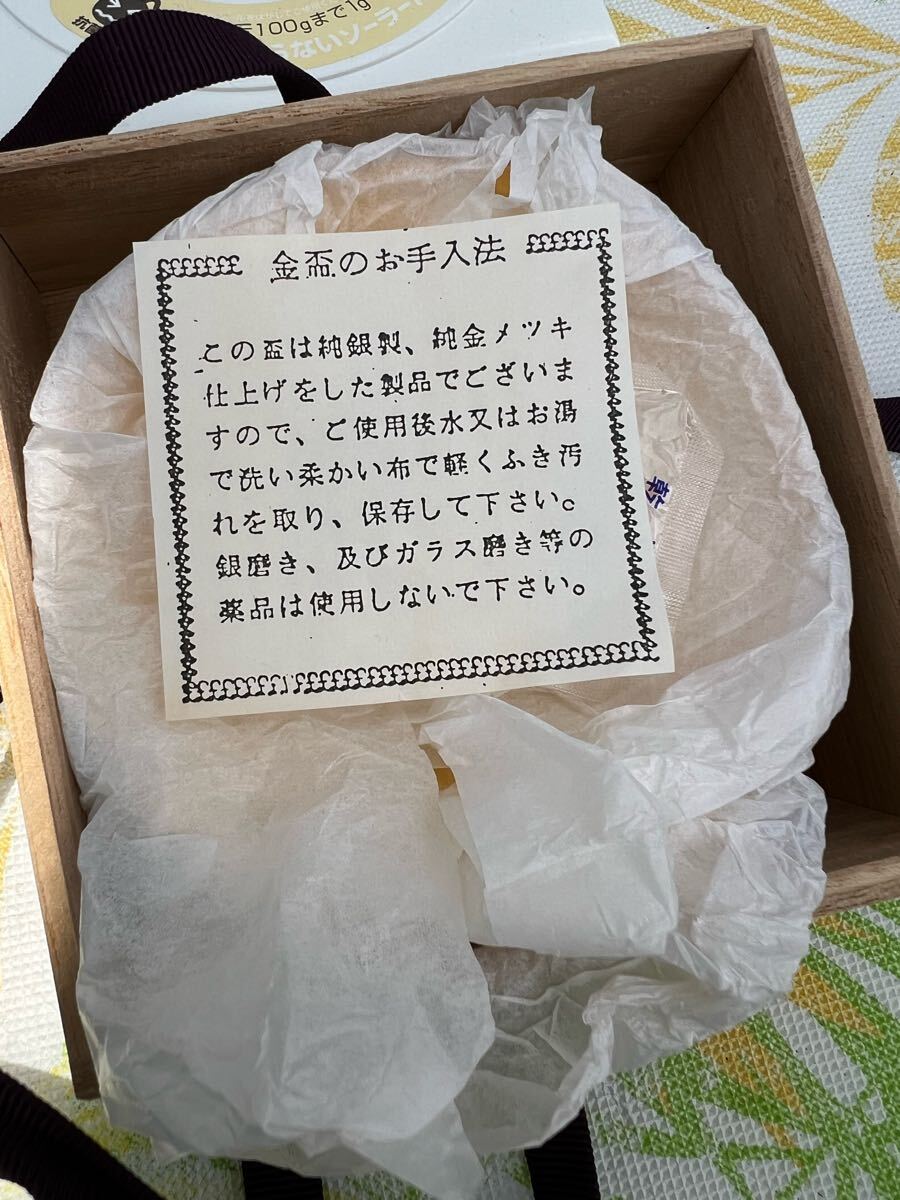 100gまで1g
ないソーラー
金盃のお手入法
この盃は純銀製、純金メツキ
仕上げをした製品でございま
すので、ご使用後水又はお湯
で洗い柔かい布で軽くふき汚
れを取り、保存して下さい。
銀磨き、及びガラス磨き等の
薬品は使用しないで下さい。
乾